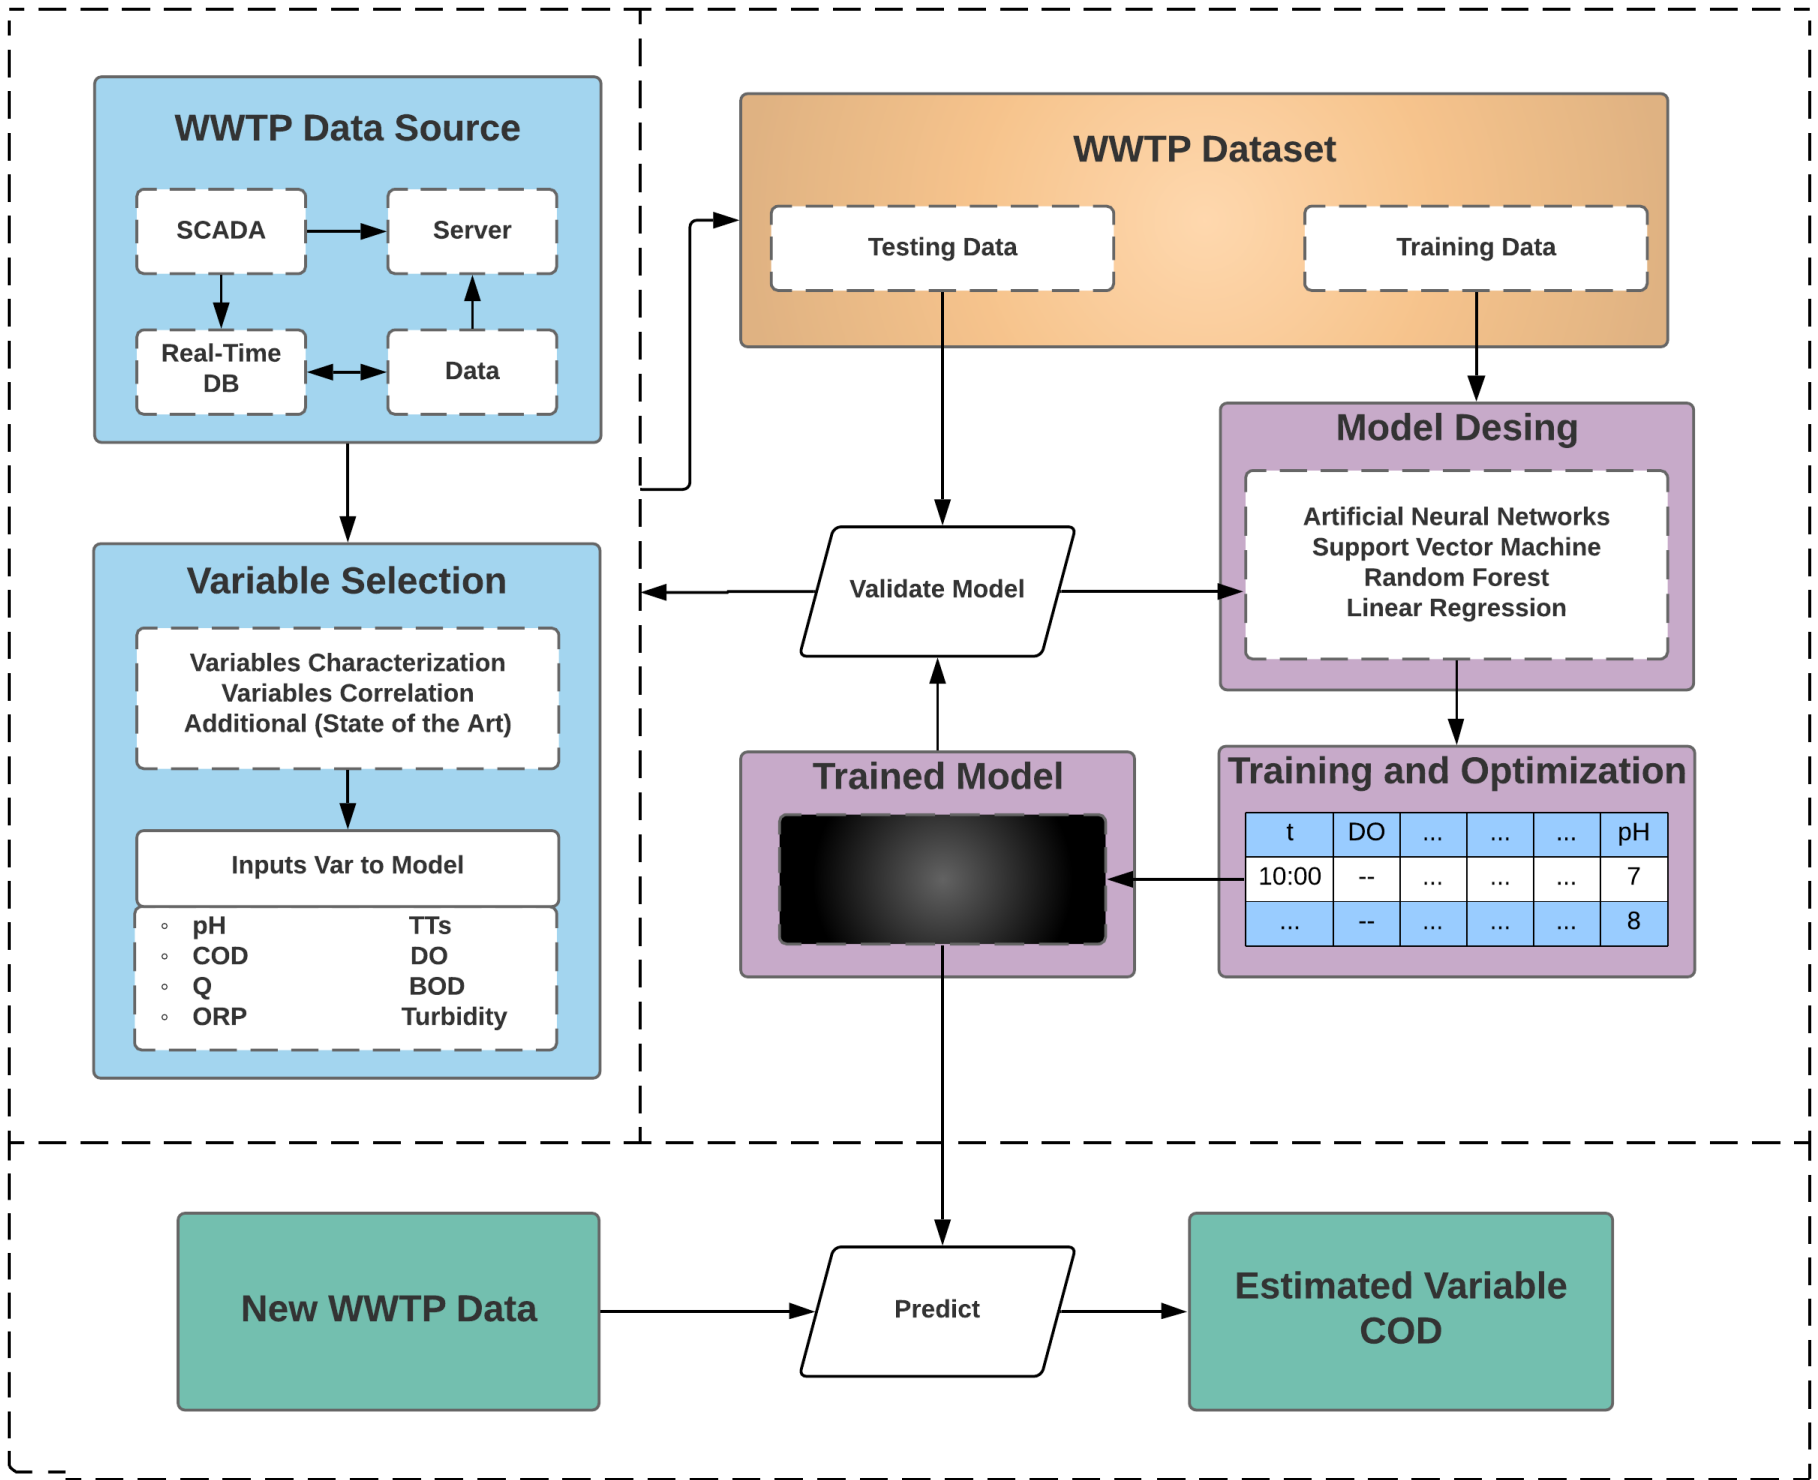 WWTP Data Source
SCADA
Server
Real-Time
DB
Data
Variable Selection
Variables Characterization
Variables Correlation
Additional (State of the Art)
Inputs Var to Model
◦ pH TTs
◦ COD DO
◦ Q BOD
◦ ORP Turbidity
WWTP Dataset
Testing Data
Training Data
Model Desing
Artificial Neural Networks
Support Vector Machine
Random Forest
Linear Regression
Validate Model
Trained Model
Training and Optimization
t DO ... ... ... pH
10:00 -- ... ... ... 7
... -- ... ... ... 8
New WWTP Data
Predict
Estimated Variable
COD